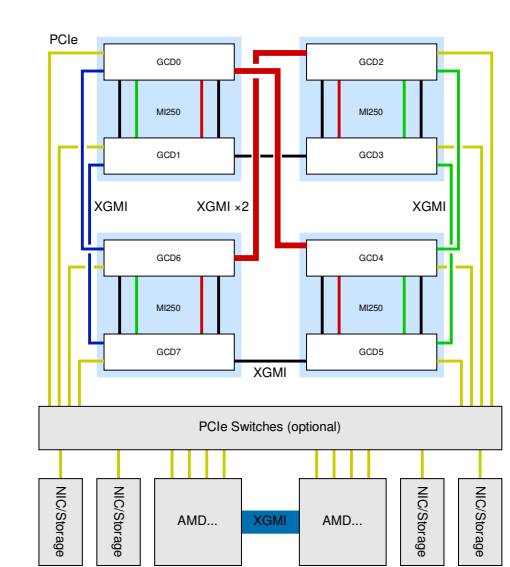 PCIe
GCD0
GCD2
MI250
MI250
GCD1
GCD3
XGMI
XGMI ×2
XGMI
GCD6
GCD4
MI250
MI250
GCD7
GCD5
XGMI
PCIe Switches (optional)
NIC/Storage
NIC/Storage
AMD...
XGMI
AMD...
NIC/Storage
NIC/Storage